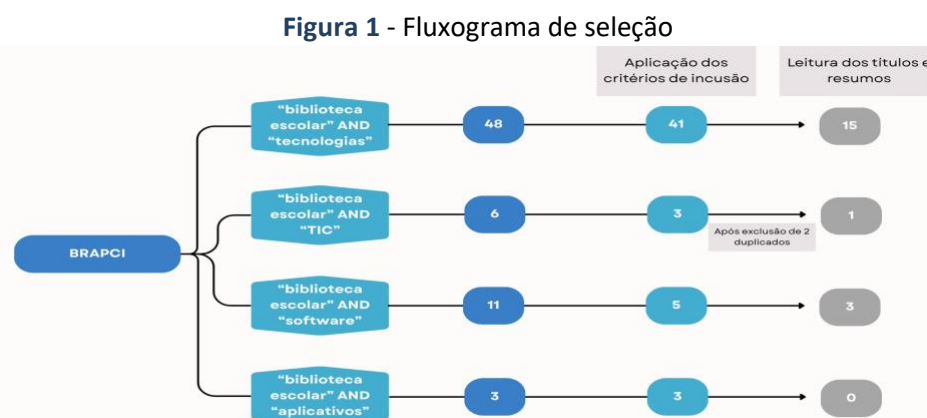 Figura 1 - Fluxograma de seleção
Aplicação dos
critérios de incusão
Leitura dos títulos e
resumos
"biblioteca
escolar" AND
"tecnologias"
48
41
15
"biblioteca
escolar" AND
"TIC"
6
3
Após exclusão de 2
duplicados
1
BRAPCI
"biblioteca
escolar" AND
"software"
11
5
3
"biblioteca
escolar" AND
"aplicativos"
3
3
0